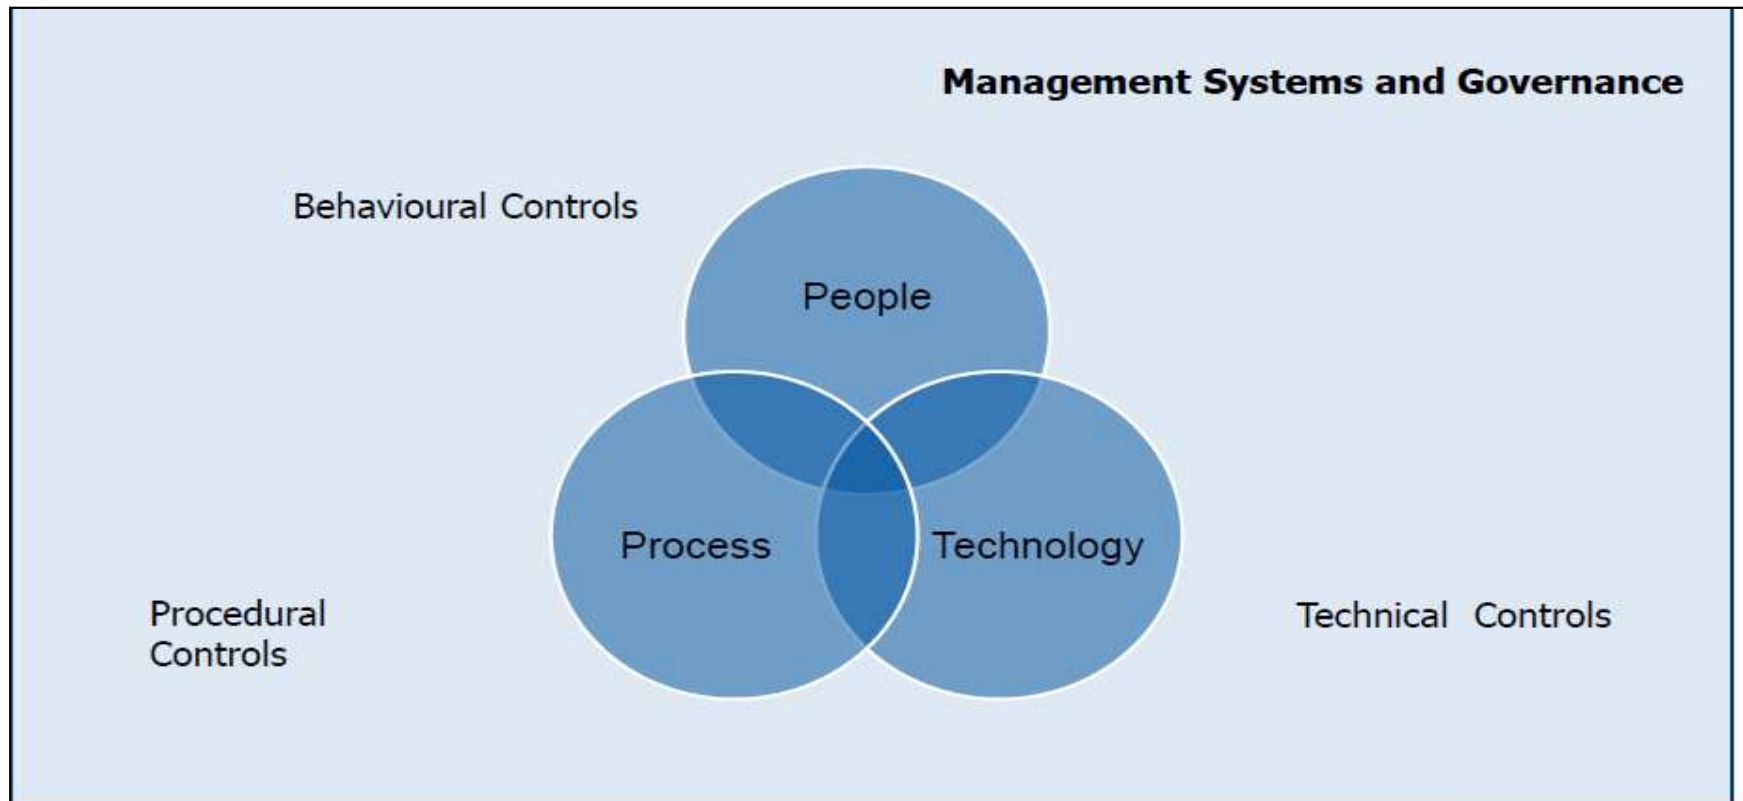 Management Systems and Governance
Behavioural Controls
People
Process
Technology
Procedural
Controls
Technical Controls